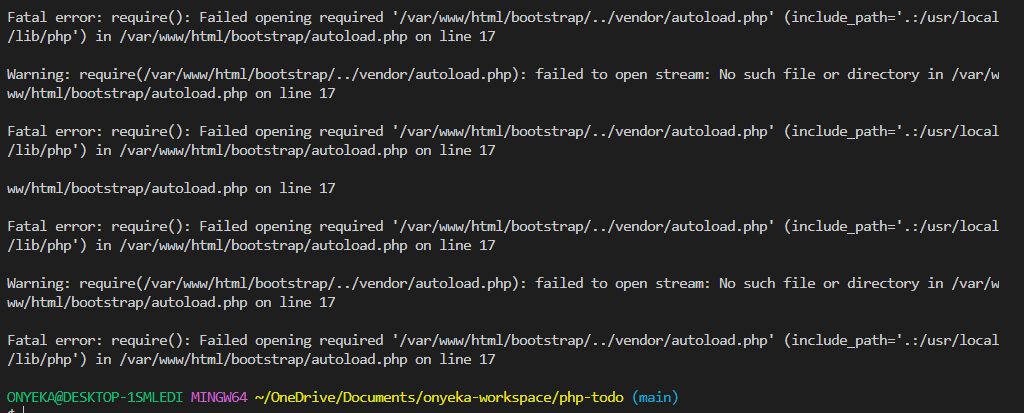 Fatal error: require(): Failed opening required '/var/www/html/bootstrap/../vendor/autoload.php' (include_path='.:/usr/local
/lib/php') in /var/www/html/bootstrap/autoload.php on line 17
Warning: require(/var/www/html/bootstrap/../vendor/autoload.php): failed to open stream: No such file or directory in /var/w
ww/html/bootstrap/autoload.php on line 17
Fatal error: require(): Failed opening required '/var/www/html/bootstrap/../vendor/autoload.php' (include_path='.:/usr/local
/lib/php') in /var/www/html/bootstrap/autoload.php on line 17
ww/html/bootstrap/autoload.php on line 17
Fatal error: require(): Failed opening required '/var/www/html/bootstrap/../vendor/autoload.php' (include_path='.:/usr/local
/lib/php') in /var/www/html/bootstrap/autoload.php on line 17
Warning: require(/var/www/html/bootstrap/../vendor/autoload.php): failed to open stream: No such file or directory in /var/w
ww/html/bootstrap/autoload.php on line 17
Fatal error: require(): Failed opening required '/var/www/html/bootstrap/../vendor/autoload.php' (include_path='.:/usr/local
/lib/php') in /var/www/html/bootstrap/autoload.php on line 17
ONYEKA@DESKTOP-1SMLEDI MINGW64 ~/OneDrive/Documents/onyeka-workspace/php-todo (main)